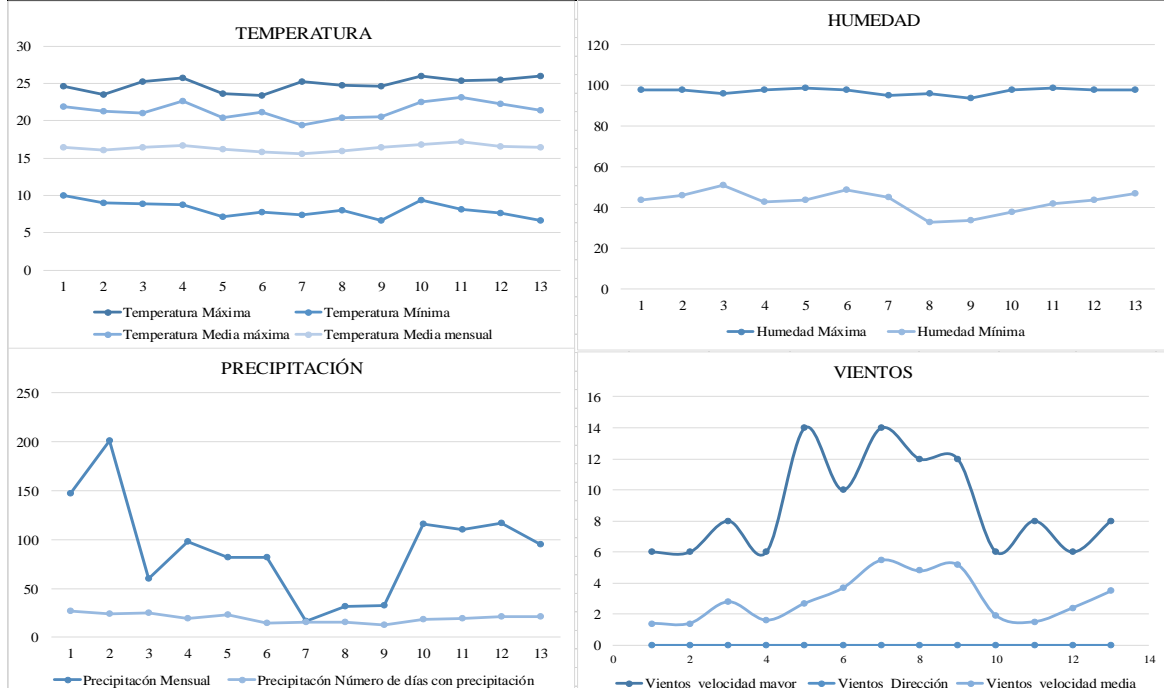 TEMPERATURA
30
25
20
15
10
5
0
1 2 3 4 5 6 7 8 9 10 11 12 13
Temperatura Máxima Temperatura Mínima
Temperatura Media máxima Temperatura Media mensual
HUMEDAD
120
100
80
60
40
20
0
1 2 3 4 5 6 7 8 9 10 11 12 13
Humedad Máxima Humedad Mínima
PRECIPITACIÓN
250
200
150
100
50
0
1 2 3 4 5 6 7 8 9 10 11 12 13
Precipitacón Mensual Precipitacón Número de días con precipitación
VIENTOS
16
14
12
10
8
6
4
2
0
0 2 4 6 8 10 12 14
Vientos velocidad mayor Vientos Dirección Vientos velocidad media